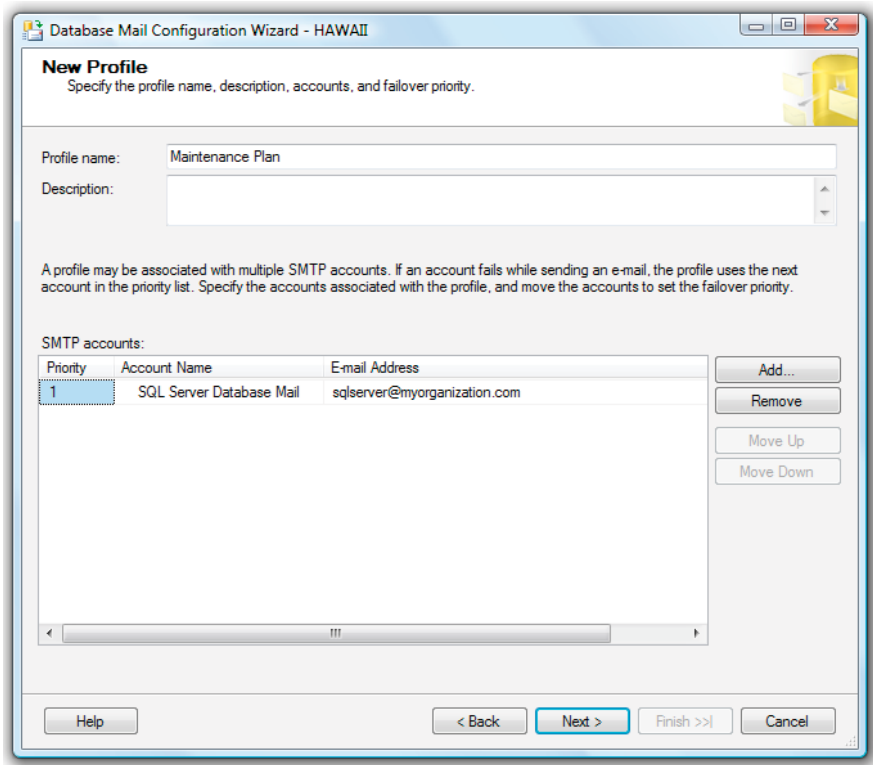 Database Mail Configuration Wizard - HAWAII
New Profile
Specify the profile name, description, accounts, and failover priority.
Profile name: Maintenance Plan
Description:
A profile may be associated with multiple SMTP accounts. If an account fails while sending an e-mail, the profile uses the next
account in the priority list. Specify the accounts associated with the profile, and move the accounts to set the failover priority.
SMTP accounts:
Priority Account Name E-mail Address
1 SQL Server Database Mail sqlserver@myorganization.com
Add...
Remove
Move Up
Move Down
Help < Back Next > Finish >>| Cancel